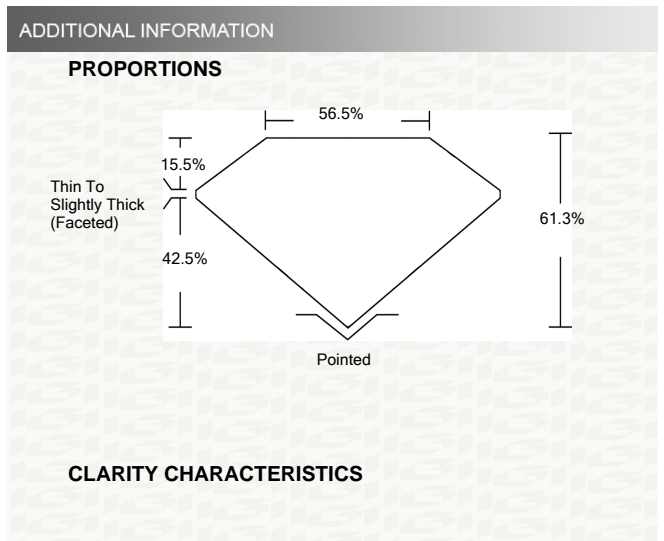 ADDITIONAL INFORMATION
PROPORTIONS
56.5%
15.5%
Thin To
Slightly Thick
(Faceted)
61.3%
42.5%
Pointed
CLARITY CHARACTERISTICS